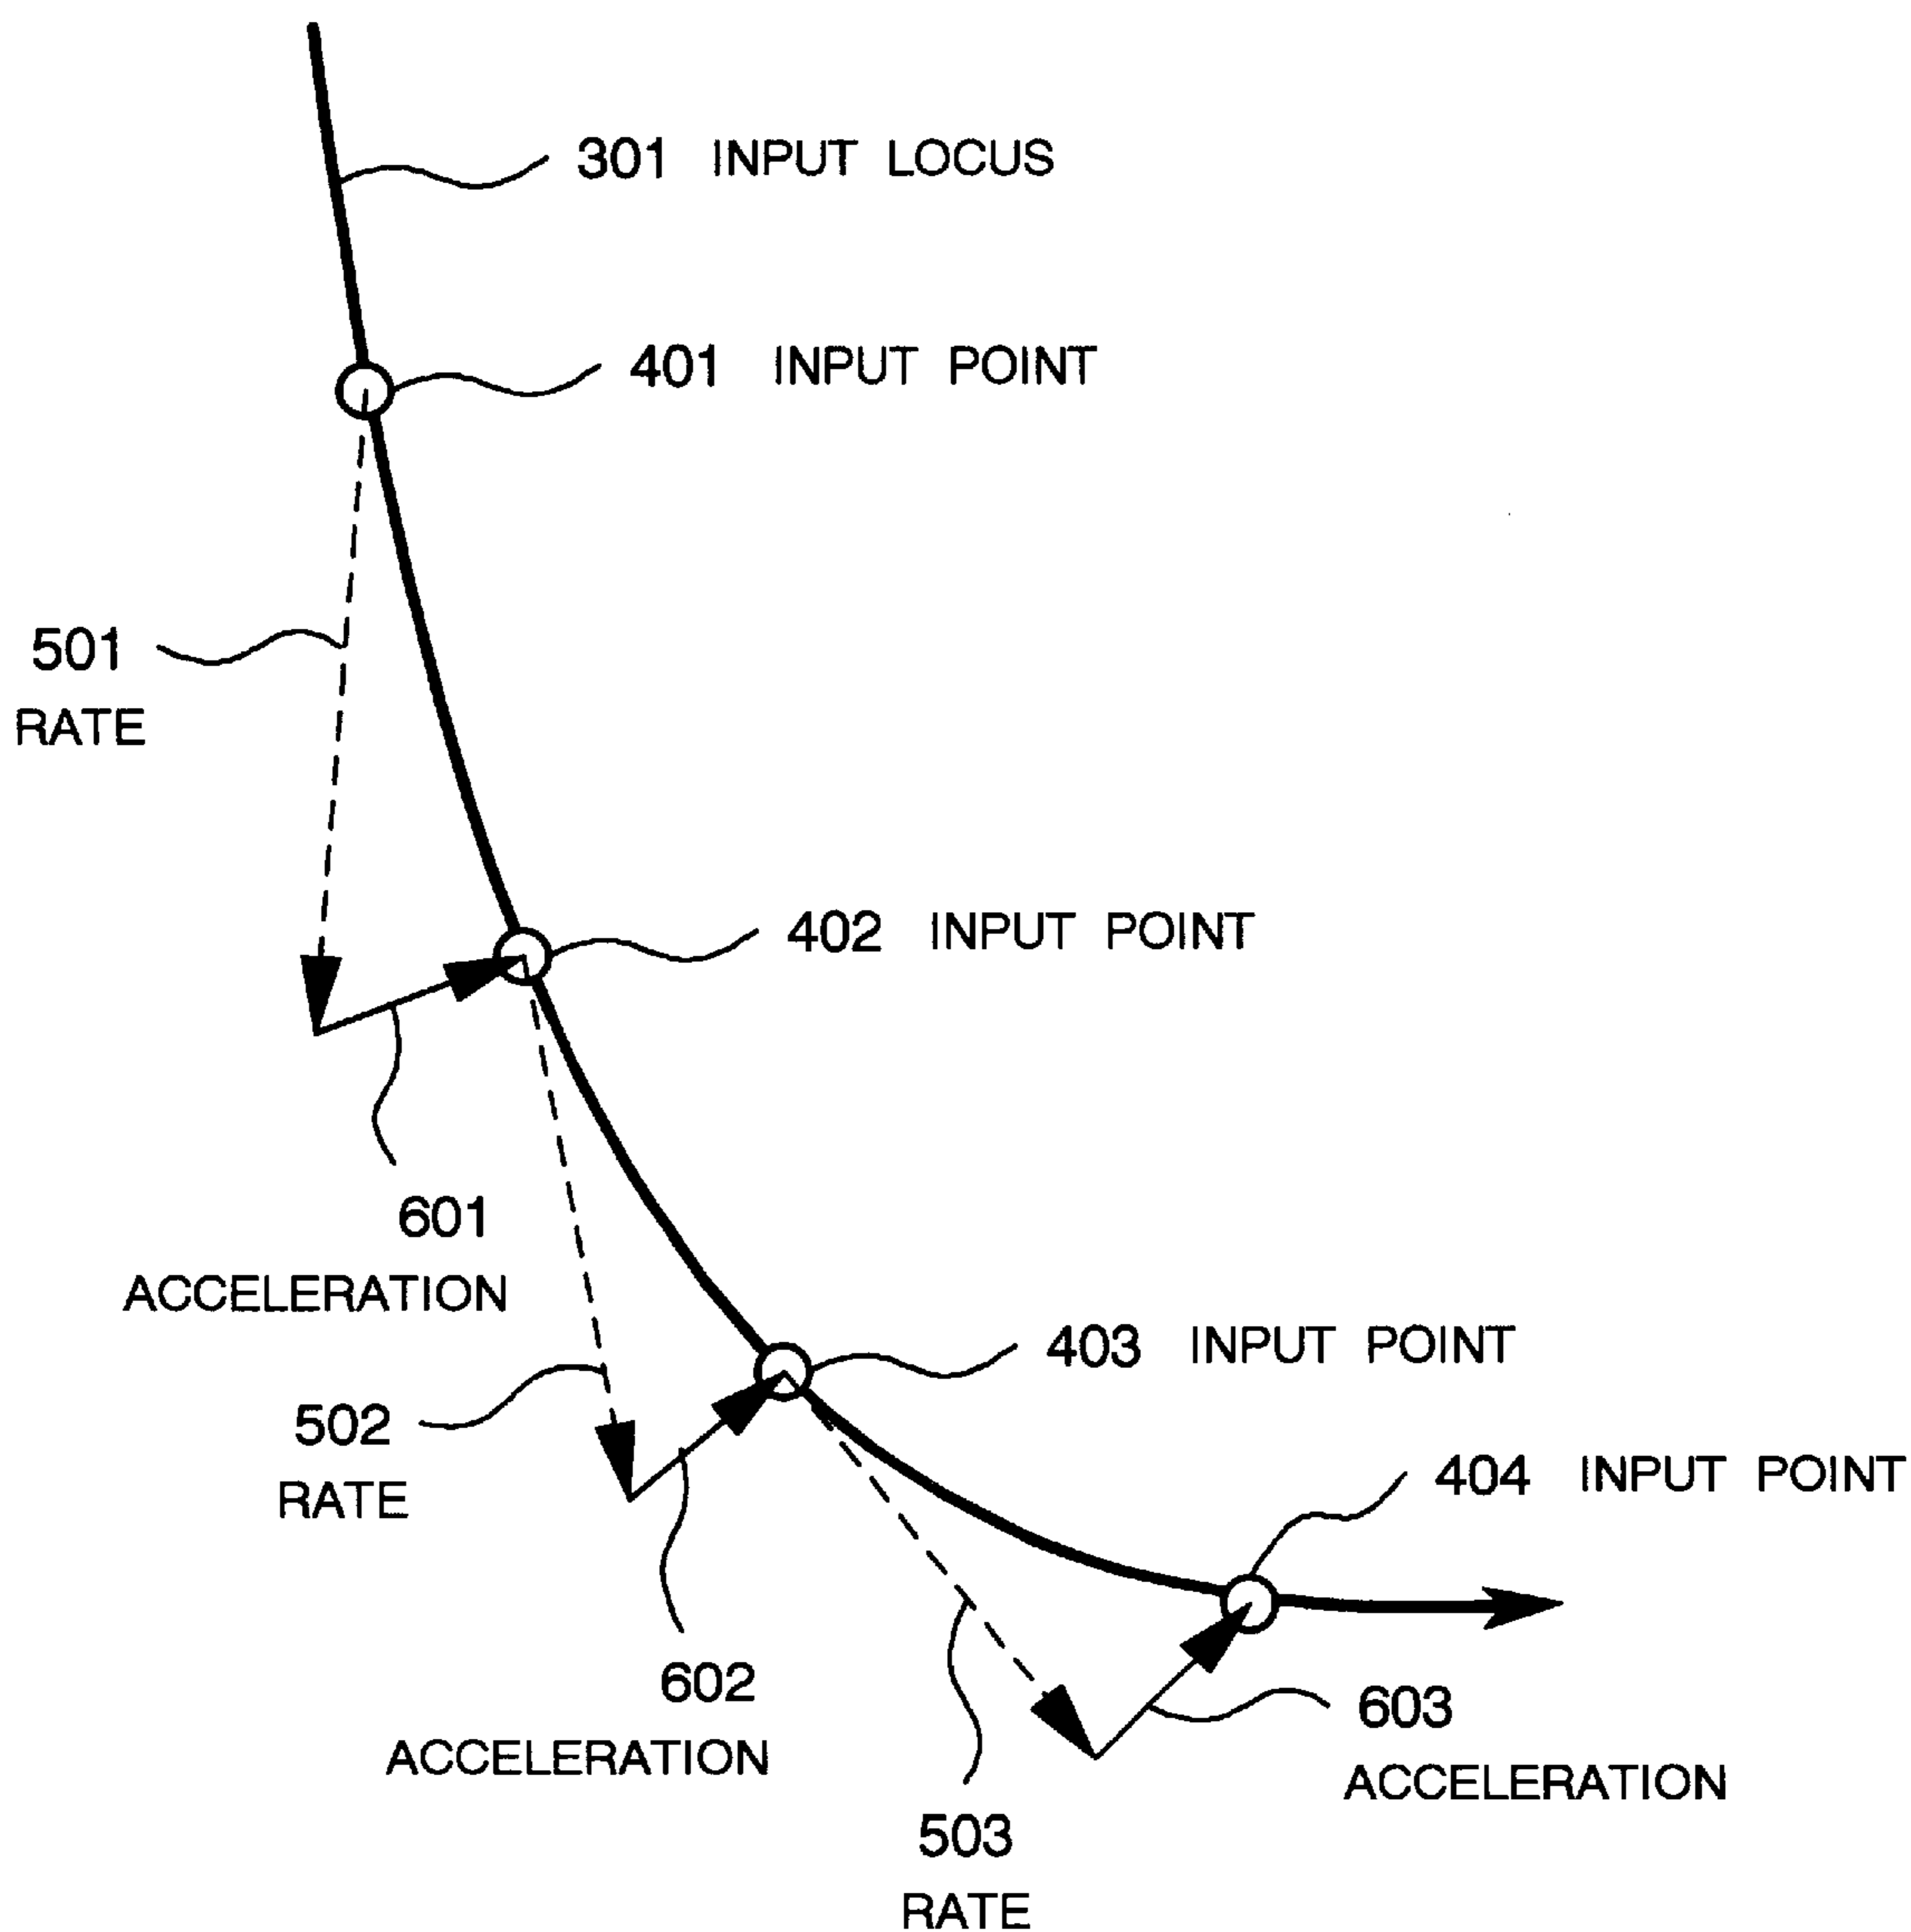 301 INPUT LOCUS
401 INPUT POINT
501
RATE
402 INPUT POINT
601
ACCELERATION
403 INPUT POINT
502
RATE
404 INPUT POINT
602
ACCELERATION
603
ACCELERATION
503
RATE